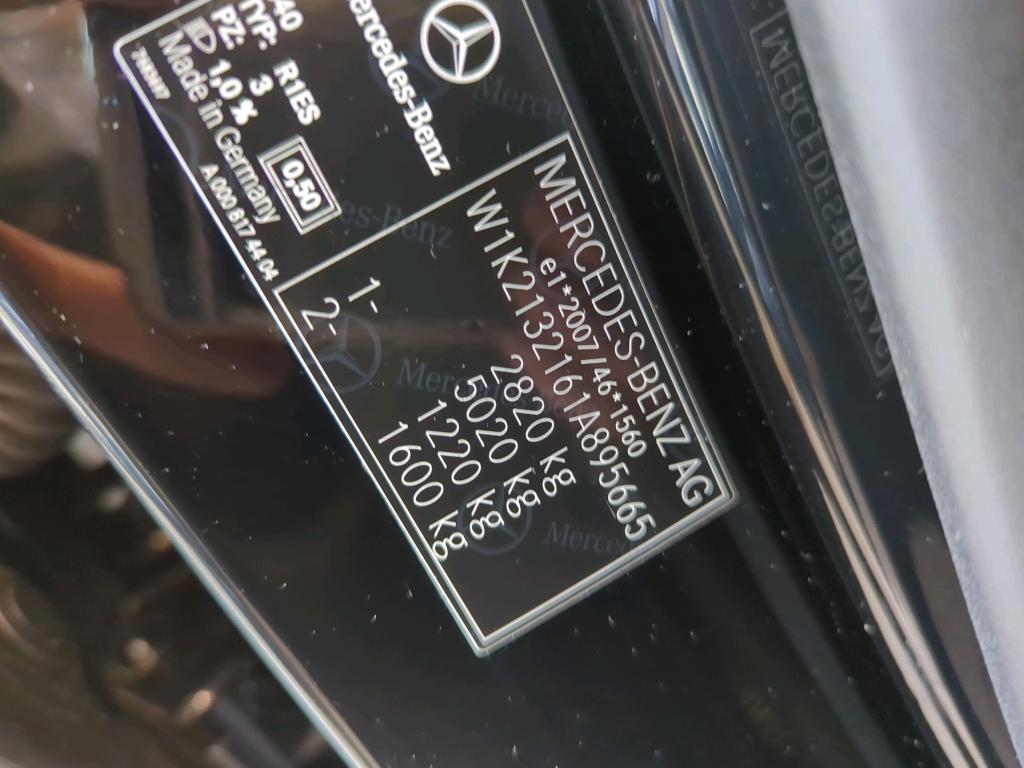 40
TYP: R1ES
PZ: 3
1,0 %
0,50
Made in Germany
A 000 817 44 04
Mercedes-Benz
MERCEDES-BENZ AG
e1*2007/46*1560
W1K2132161A895665
2820 kg
5020 kg
1- 1220 kg
2- 1600 kg